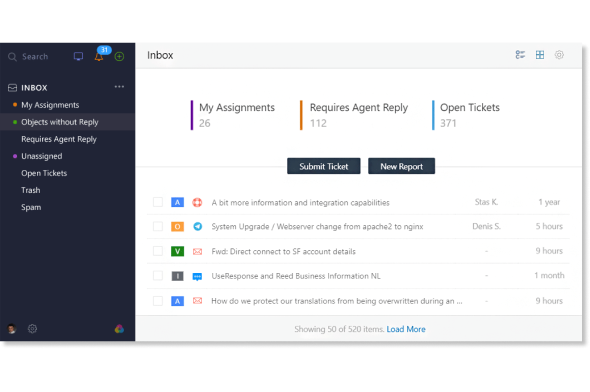 Search
31
Inbox
INBOX
My Assignments
Objects without Reply
Requires Agent Reply
Unassigned
Open Tickets
Trash
Spam
My Assignments
26
Requires Agent Reply
112
Open Tickets
371
Submit Ticket New Report
A A bit more information and integration capabilities Stas K. 1 year
O System Upgrade / Webserver change from apache2 to nginx Denis S. 5 hours
V Fwd: Direct connect to SF account details - 9 hours
I UseResponse and Reed Business Information NL - 1 month
A How do we protect our translations from being overwritten during an ... - 9 hours
Showing 50 of 520 items. Load More